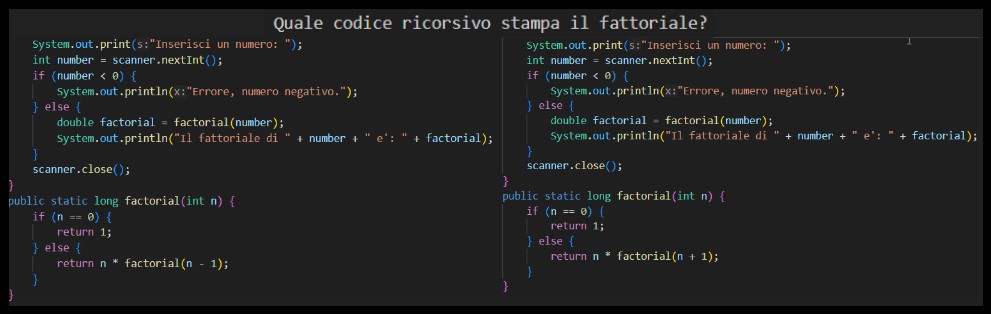 Quale codice ricorsivo stampa il fattoriale?
System.out.print(s:"Inserisci un numero: ");
int number = scanner.nextInt();
if (number < 0) {
System.out.println(x:"Errore, numero negativo.");
} else {
double factorial = factorial(number);
System.out.println("Il fattoriale di " + number + " e': " + factorial);
}
scanner.close();
}
public static long factorial(int n) {
if (n == 0) {
return 1;
} else {
return n * factorial(n - 1);
}
}
System.out.print(s:"Inserisci un numero: ");
int number = scanner.nextInt();
if (number < 0) {
System.out.println(x:"Errore, numero negativo.");
} else {
double factorial = factorial(number);
System.out.println("Il fattoriale di " + number + " e': " + factorial);
}
scanner.close();
}
public static long factorial(int n) {
if (n == 0) {
return 1;
} else {
return n * factorial(n + 1);
}
}